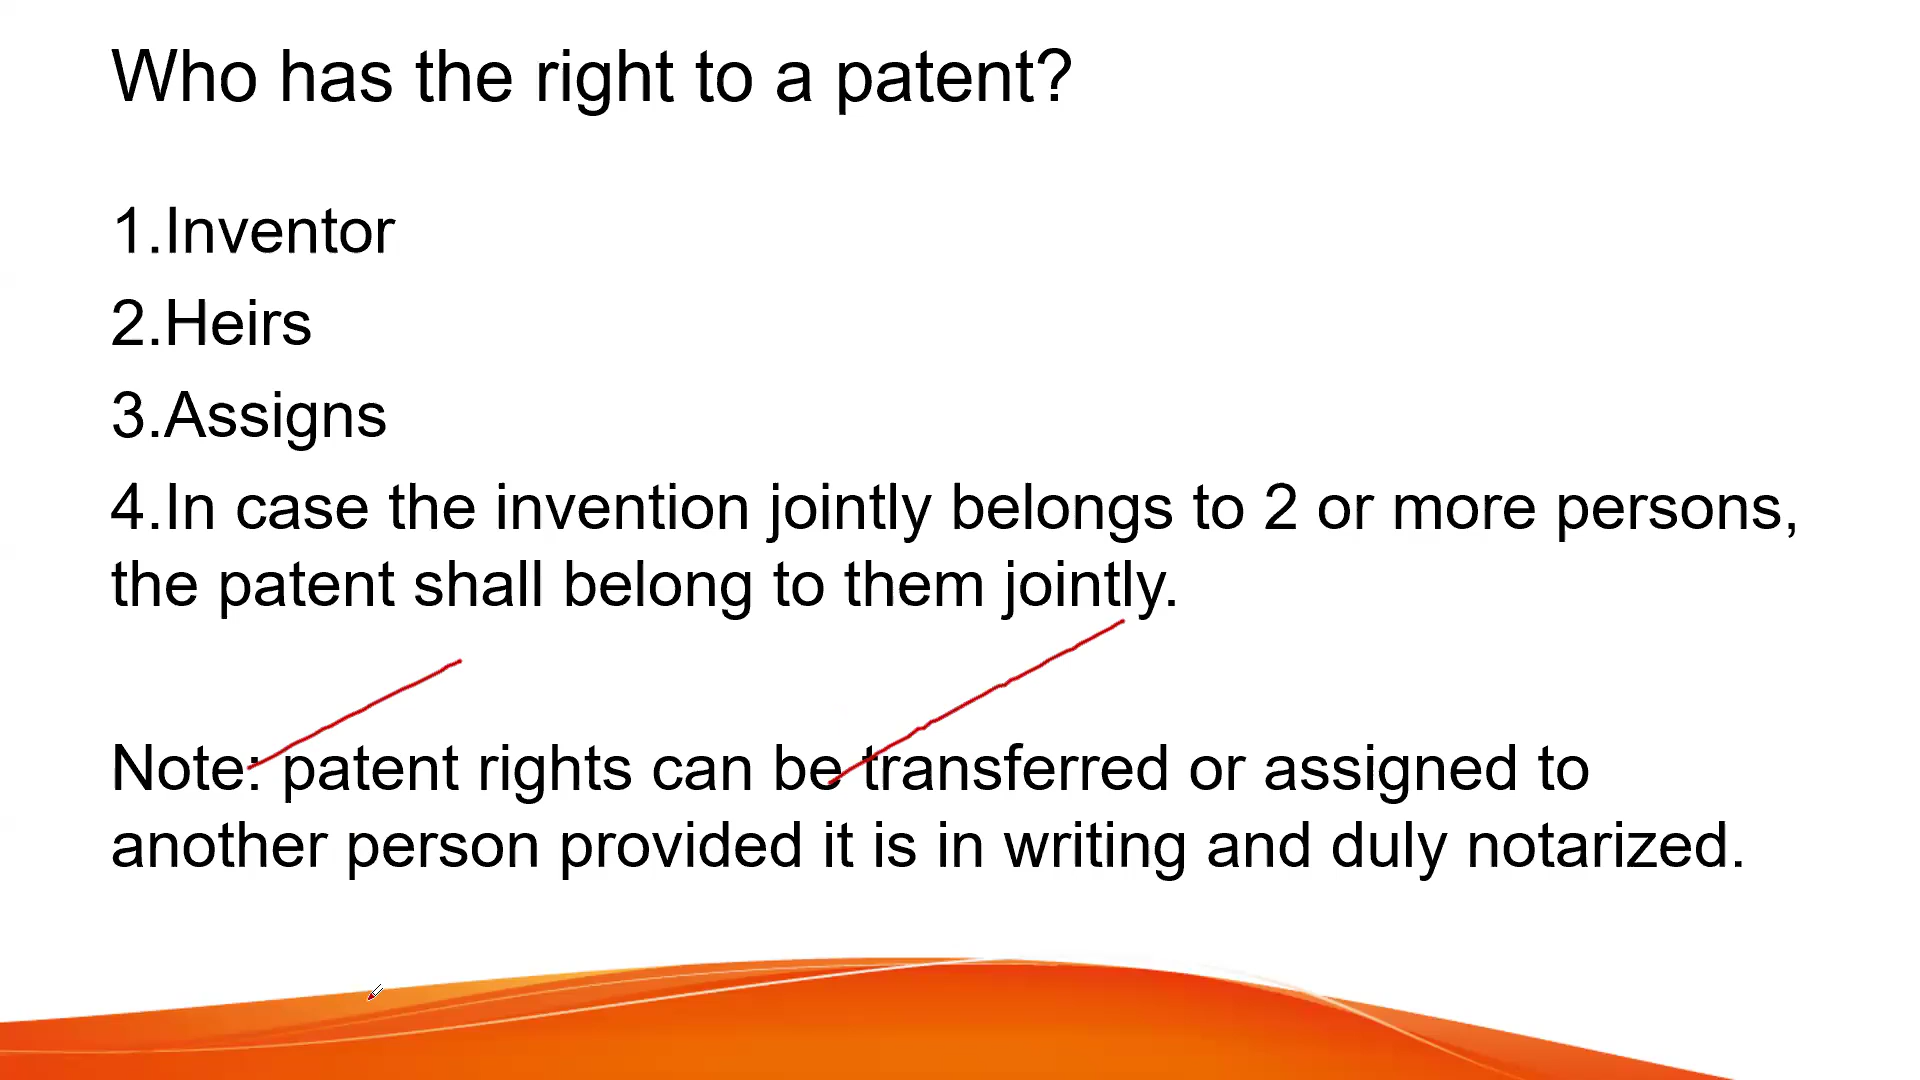 Who has the right to a patent?
1.Inventor
2.Heirs
3.Assigns
4.In case the invention jointly belongs to 2 or more persons,
the patent shall belong to them jointly.
Note: patent rights can be transferred or assigned to
another person provided it is in writing and duly notarized.